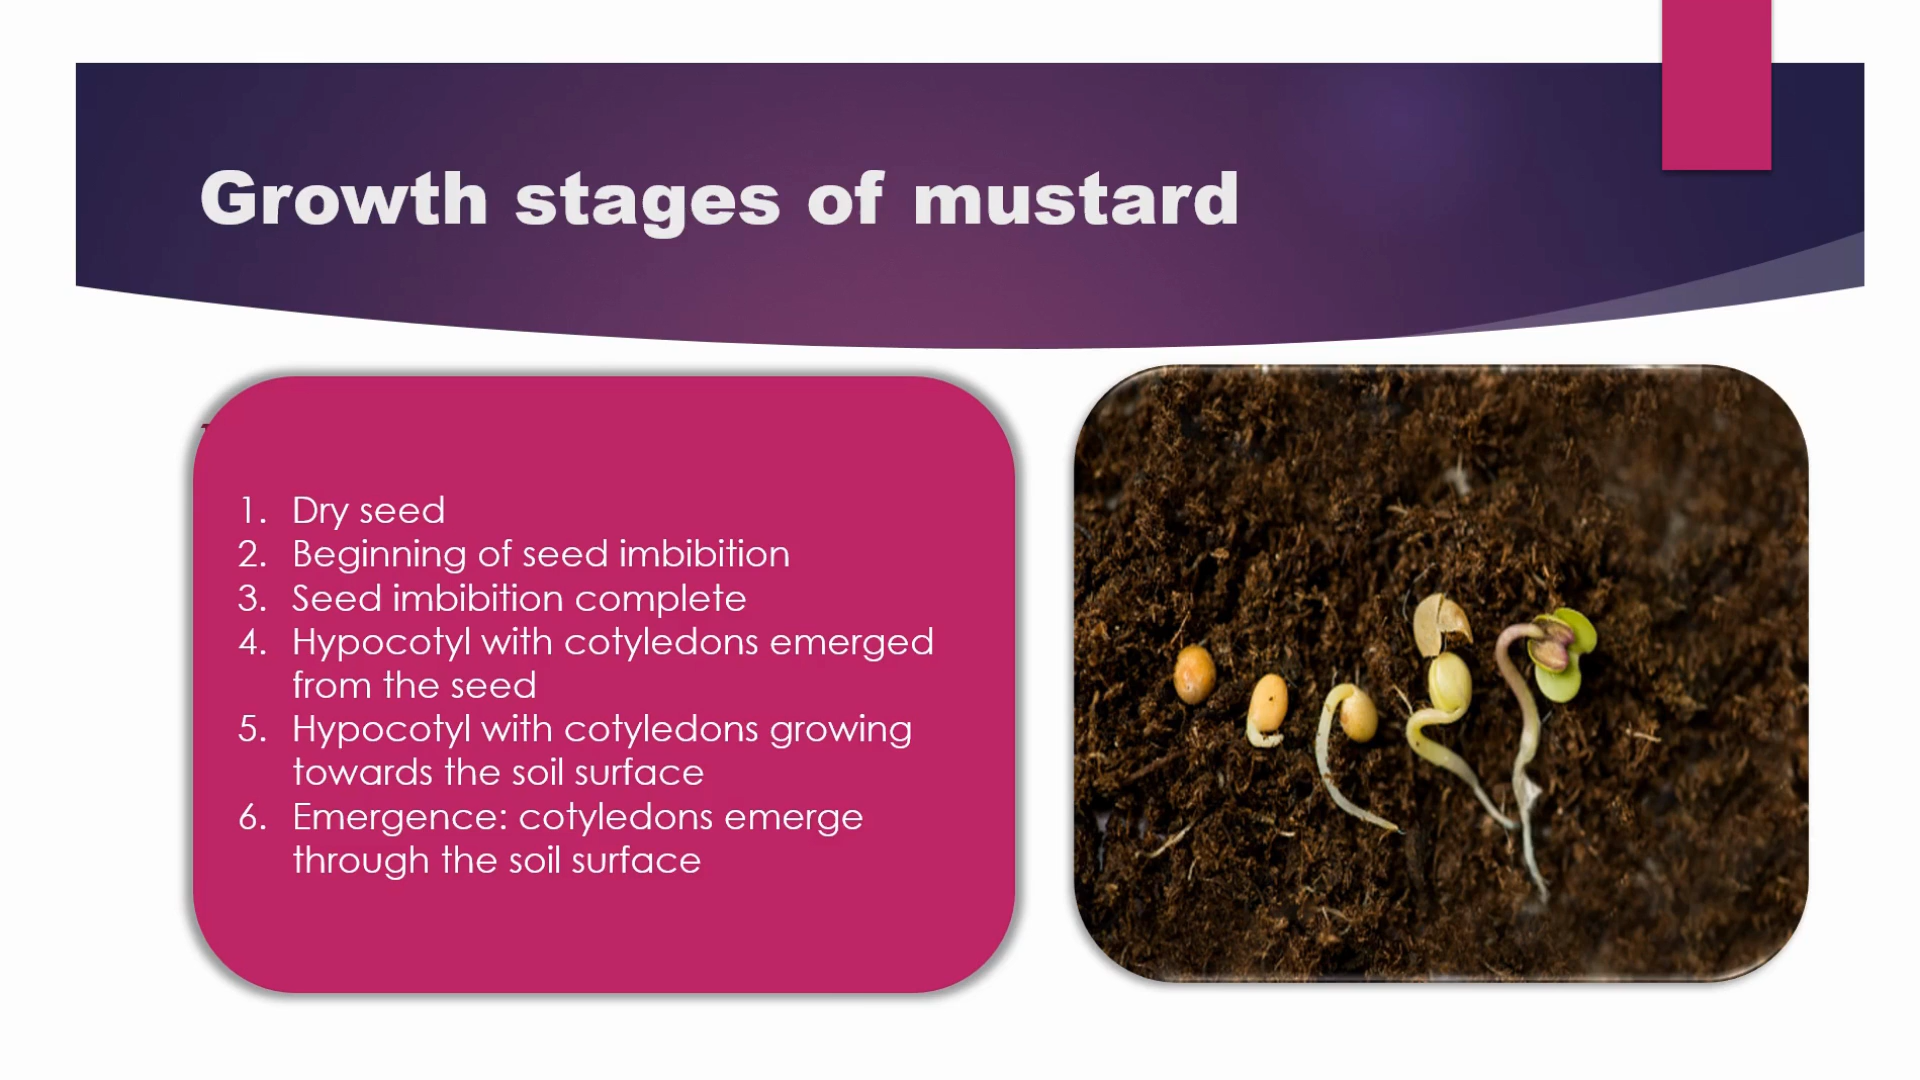 Growth stages of mustard
1. Dry seed
2. Beginning of seed imbibition
3. Seed imbibition complete
4. Hypocotyl with cotyledons emerged
from the seed
5. Hypocotyl with cotyledons growing
towards the soil surface
6. Emergence: cotyledons emerge
through the soil surface